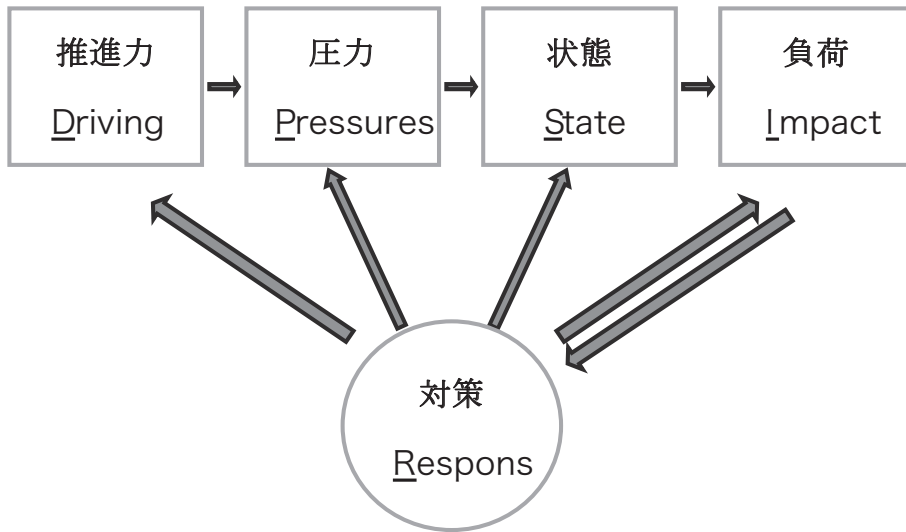 推進力
Driving
圧力
Pressures
状態
State
負荷
Impact
対策
Respons